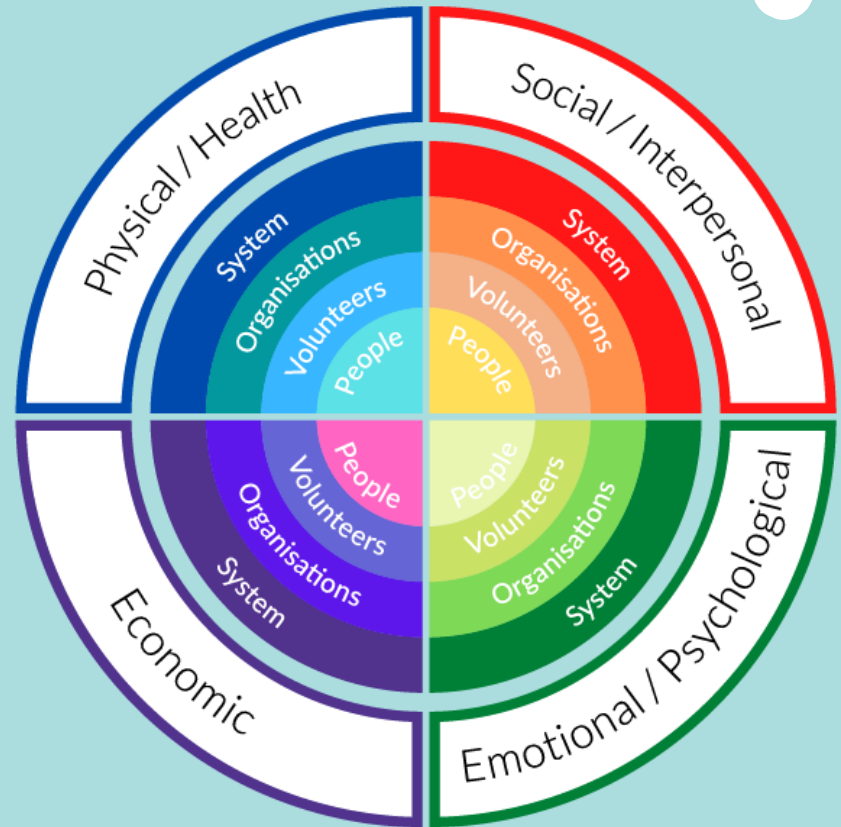 Physical / Health
System
Organisations
Volunteers
People
Social / Interpersonal
System
Organisations
Volunteers
People
People
Volunteers
Organisations
System
Economic
People
Volunteers
Organisations
System
Emotional / Psychological